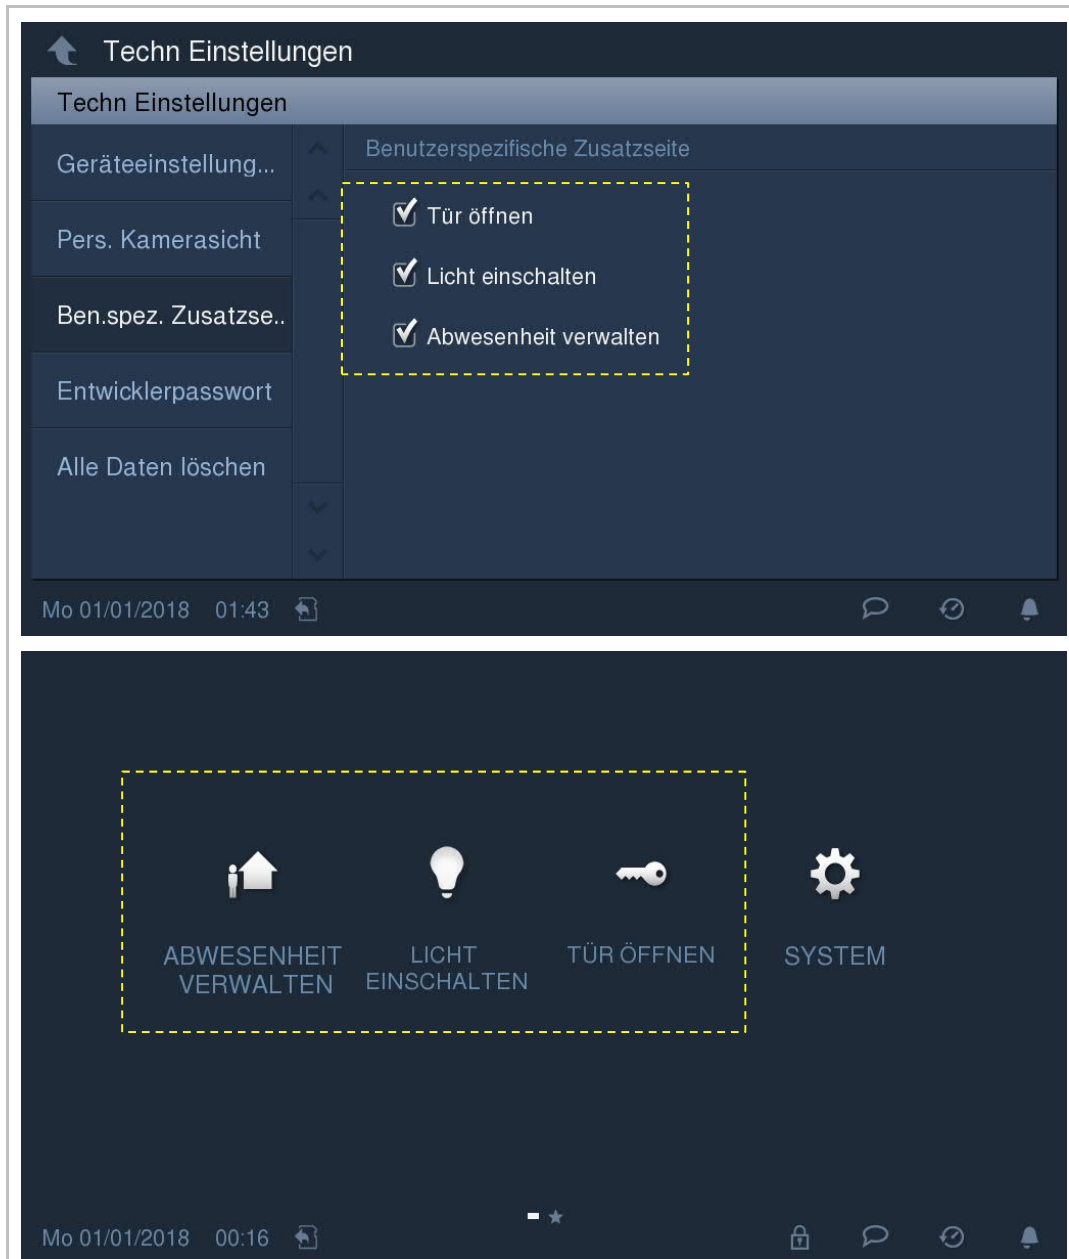 Techn Einstellungen
Techn Einstellungen
Geräteeinstellung...
Pers. Kamerasicht
Ben.spez. Zusatzse..
Entwicklerpasswort
Alle Daten löschen
Benutzerspezifische Zusatzseite
Tür öffnen
Licht einschalten
Abwesenheit verwalten
Mo 01/01/2018 01:43
ABWESENHEIT
VERWALTEN
LICHT
EINSCHALTEN
TÜR ÖFFNEN
SYSTEM
Mo 01/01/2018 00:16